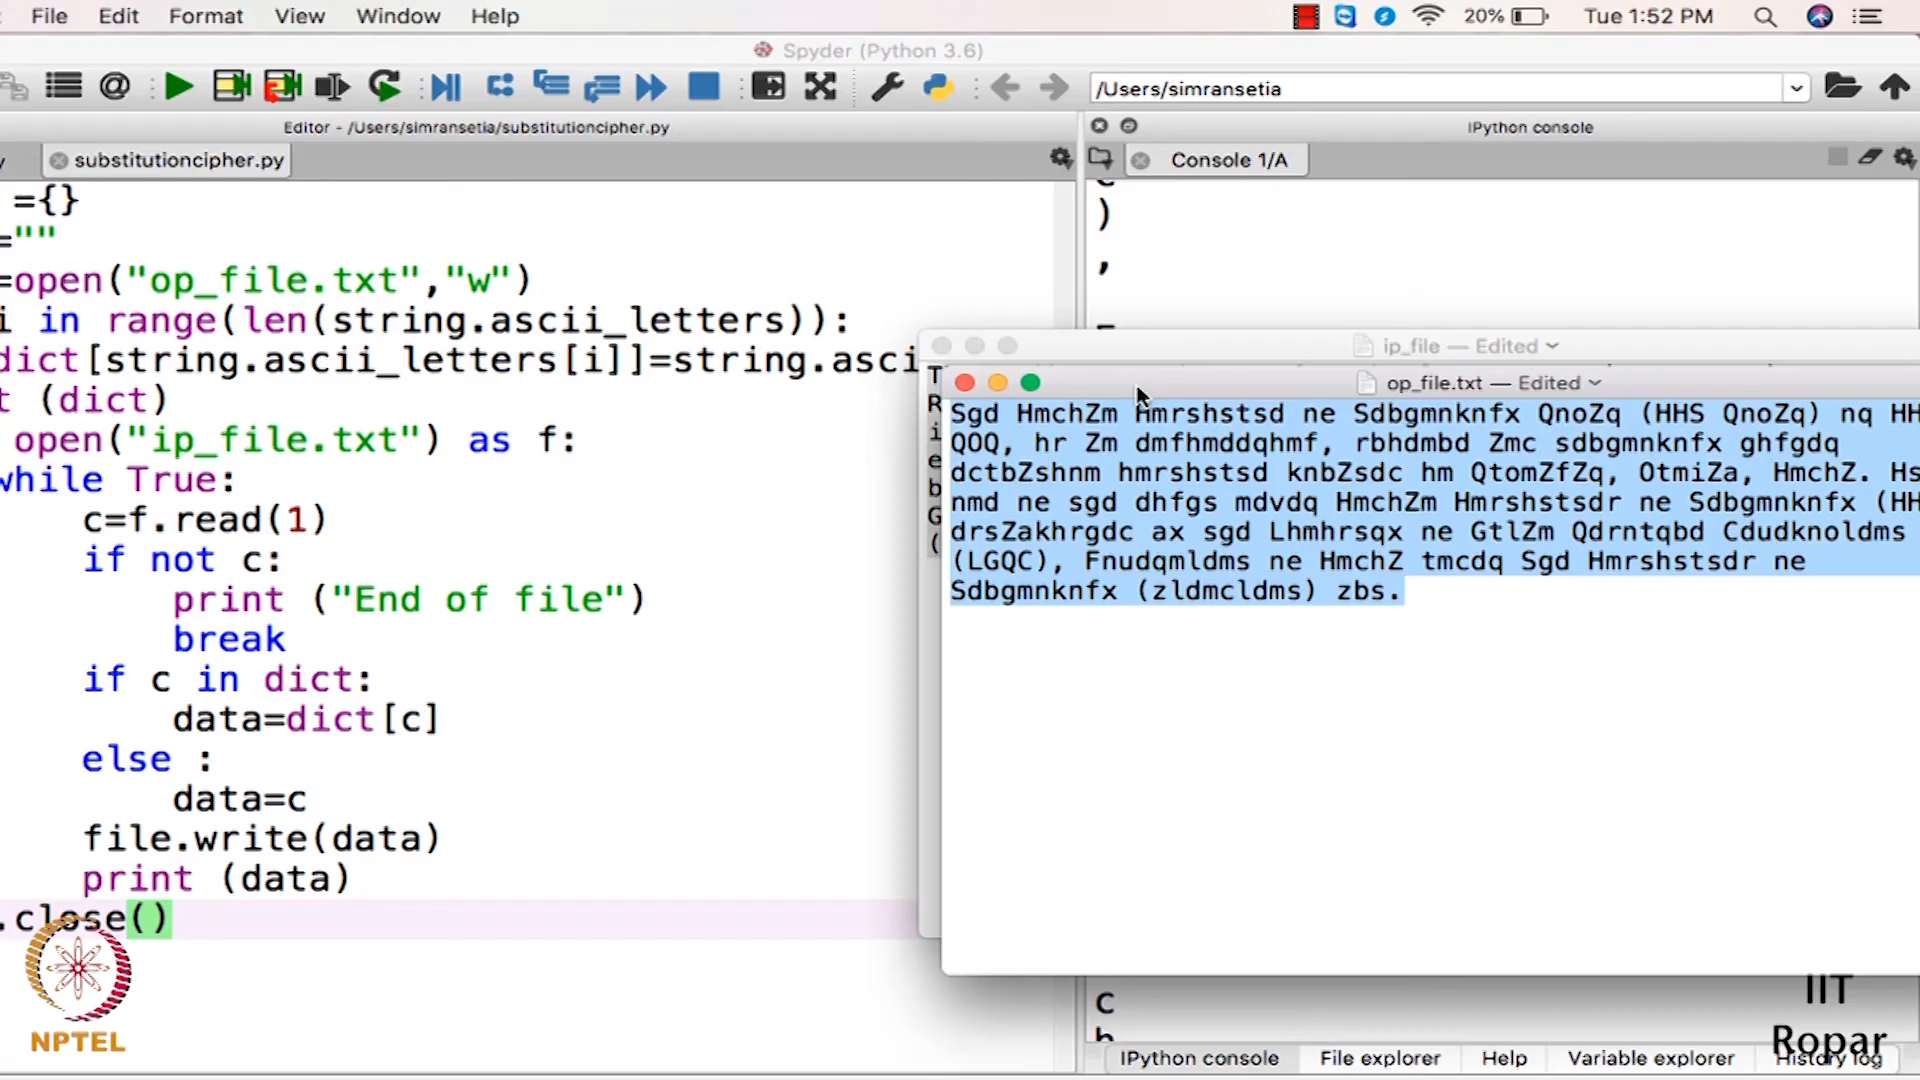 File Edit Format View Window Help 20% Tue 1:52 PM
Spyder (Python 3.6)
/Users/simransetia
Editor - /Users/simransetia/substitutioncipher.py
IPython console
substitutioncipher.py
Console 1/A
={}
=""
=open("op_file.txt","w")
i in range(len(string.ascii_letters)):
dict[string.ascii_letters[i]]=string.asci
t (dict)
open("ip_file.txt") as f:
while True:
c=f.read(1)
if not c:
print ("End of file")
break
if c in dict:
data=dict[c]
else :
data=c
file.write(data)
print (data)
.close()
)
,
ip_file — Edited
op_file.txt — Edited
Sgd HmchZm Hmrshstsd ne Sdbgmnknfx QnoZq (HHS QnoZq) nq HH
QOQ, hr Zm dmfhmddqhmf, rbhdmbd Zmc sdbgmnknfx ghfgdq
dctbZshnm hmrshstsd knbZsdc hm QtomZfZq, OtmiZa, HmchZ. Hs
nmd ne sgd dhfgs mdvdq HmchZm Hmrshstsdr ne Sdbgmnknfx (HH
drsZakhrgdc ax sgd Lhmhrsqx ne GtlZm Qdrntqbd Cdudknoldms
(LGQC), Fnudqmldms ne HmchZ tmcdq Sgd Hmrshstsdr ne
Sdbgmnknfx (zldmcldms) zbs.
C
NPTEL
IIT
Ropar
IPython console File explorer Help Variable explorer History log